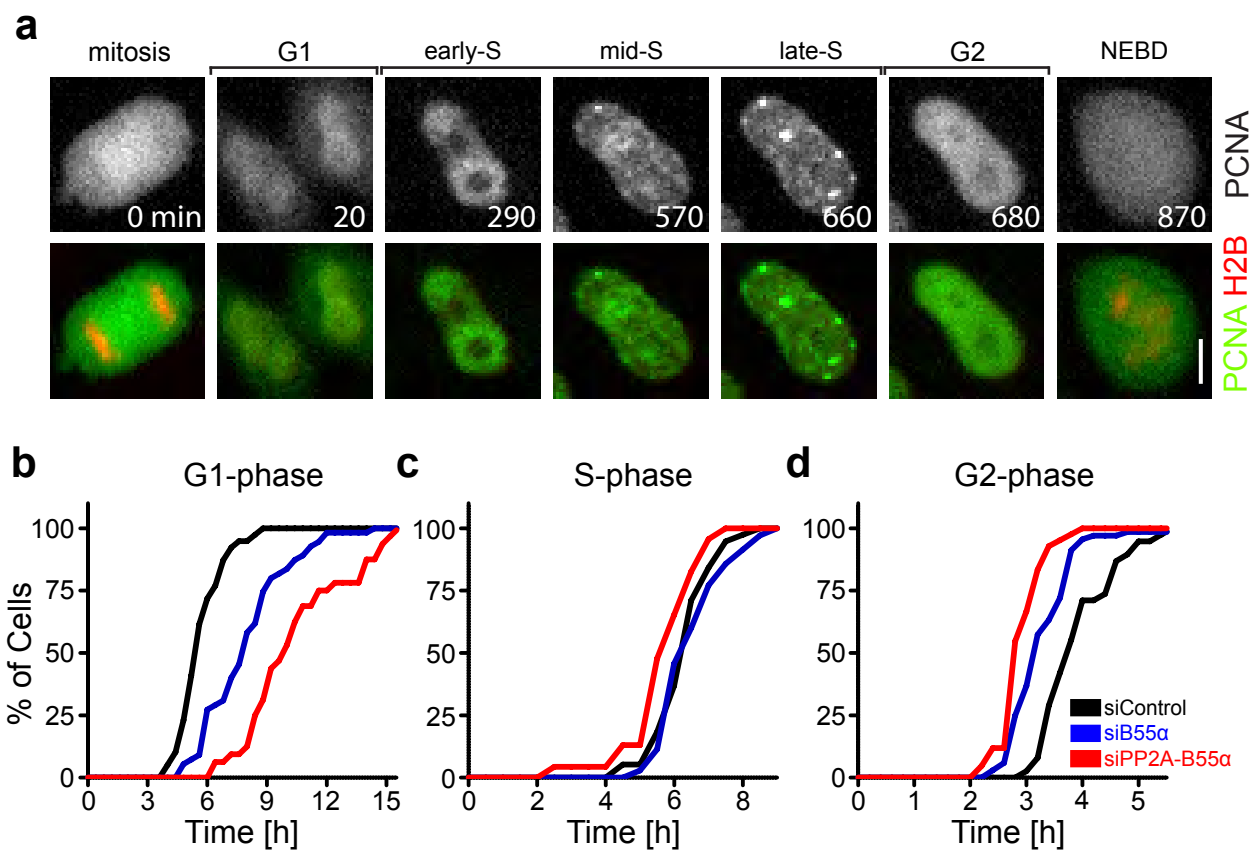 a
mitosis G1 early-S mid-S late-S G2 NEBD
0 min 20 290 570 660 680 870
PCNA
PCNA H2B
b G1-phase
c S-phase
d G2-phase
% of Cells
100
75
50
25
0
0 3 6 9 12 15
Time [h]
100
75
50
25
0
0 2 4 6 8
Time [h]
100
75
50
25
0
0 1 2 3 4 5
Time [h]
siControl
siB55α
siPP2A-B55α